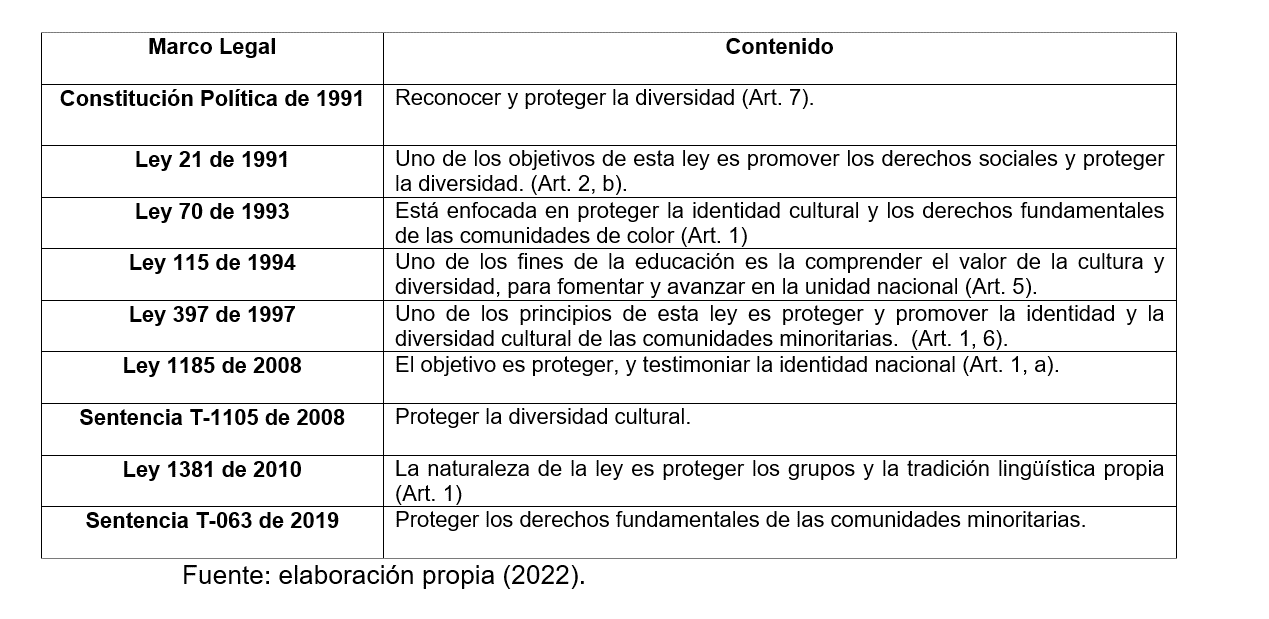 Marco Legal
Contenido
Constitución Política de 1991
Reconocer y proteger la diversidad (Art. 7).
Ley 21 de 1991
Uno de los objetivos de esta ley es promover los derechos sociales y proteger
la diversidad. (Art. 2, b).
Ley 70 de 1993
Está enfocada en proteger la identidad cultural y los derechos fundamentales
de las comunidades de color (Art. 1)
Ley 115 de 1994
Uno de los fines de la educación es la comprender el valor de la cultura y
diversidad, para fomentar y avanzar en la unidad nacional (Art. 5).
Ley 397 de 1997
Uno de los principios de esta ley es proteger y promover la identidad y la
diversidad cultural de las comunidades minoritarias.  (Art. 1, 6).
Ley 1185 de 2008
El objetivo es proteger, y testimoniar la identidad nacional (Art. 1, a).
Sentencia T-1105 de 2008
Proteger la diversidad cultural.
Ley 1381 de 2010
La naturaleza de la ley es proteger los grupos y la tradición lingüística propia
(Art. 1)
Sentencia T-063 de 2019
Proteger los derechos fundamentales de las comunidades minoritarias.
Fuente: elaboración propia (2022).